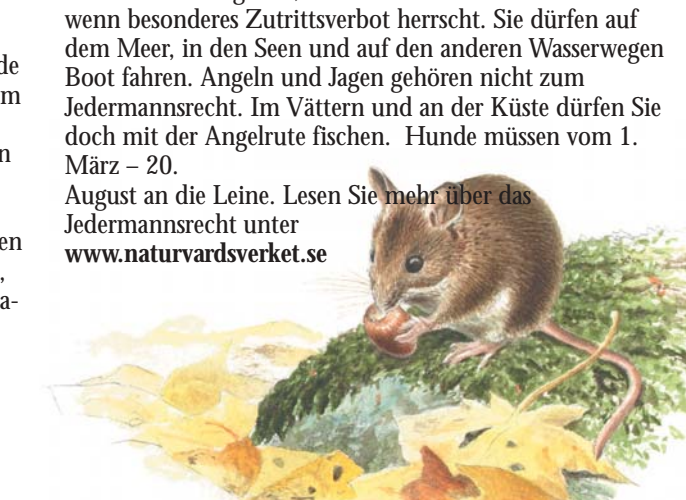 de
m
n
en
,
a-
wenn besonderes Zutrittsverbot herrscht. Sie dürfen auf
dem Meer, in den Seen und auf den anderen Wasserwegen
Boot fahren. Angeln und Jagen gehören nicht zum
Jedermannsrecht. Im Vättern und an der Küste dürfen Sie
doch mit der Angelrute fischen.  Hunde müssen vom 1.
März – 20.
August an die Leine. Lesen Sie mehr über das
Jedermannsrecht unter
www.naturvardsverket.se